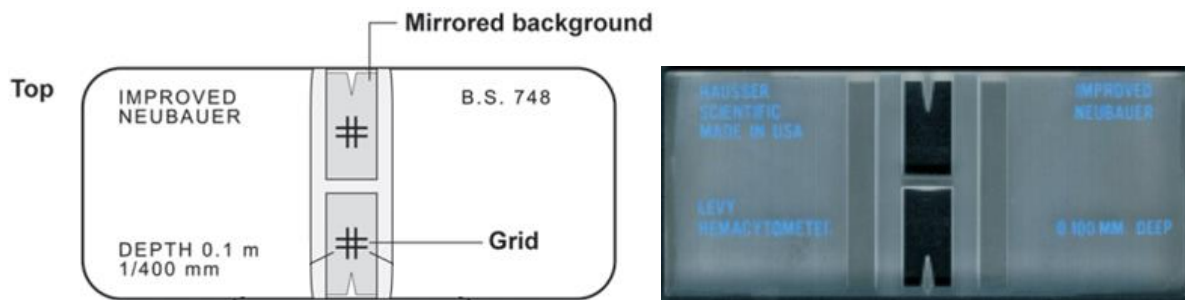 Mirrored background
Top
IMPROVED
NEUBAUER
B.S. 748
DEPTH 0.1 m
1/400 mm
Grid
HAUSSER
SCIENTIFIC
MADE IN USA
IMPROVED
NEUBAUER
LEVY
HEMACYTOMETER
0.100 MM DEEP